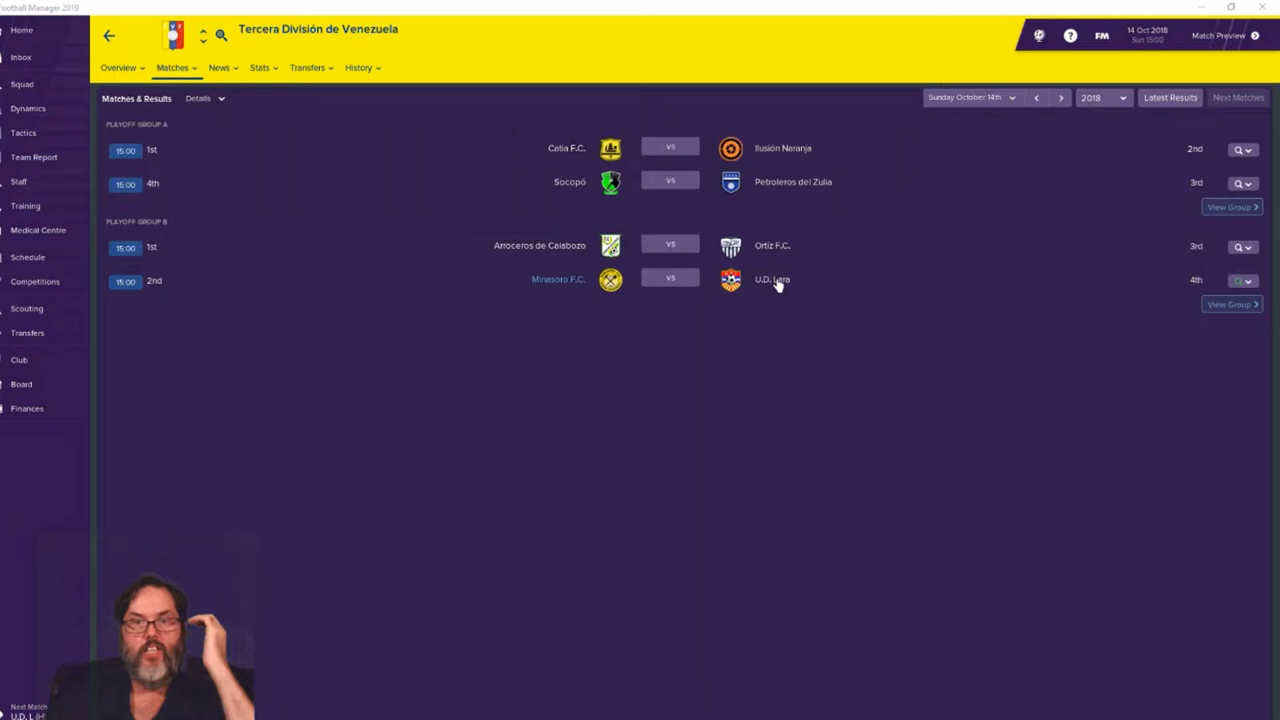 Football Manager 2019
Tercera División de Venezuela
14 Oct 2018
Sun 15:00
FM
Match Preview
Overview Matches News Stats Transfers History
Home
Inbox
Squad
Dynamics
Tactics
Team Report
Staff
Training
Medical Centre
Schedule
Competitions
Scouting
Transfers
Club
Board
Finances
Next Match
U.D. L (H
Matches & Results Details
Sunday October 14th 2018 Latest Results Next Matches
PLAYOFF GROUP A
15:00 1st Catia F.C. vs Ilusión Naranja 2nd
15:00 4th Socopó vs Petroleros del Zulia 3rd
View Group
PLAYOFF GROUP B
15:00 1st Arroceros de Calabozo vs Ortíz F.C. 3rd
15:00 2nd Minasoro F.C. vs U.D. Lara 4th
View Group